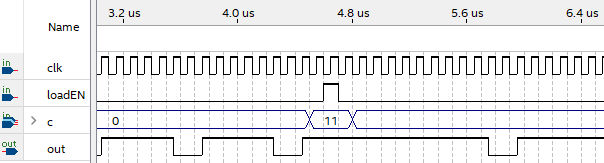 Name 3.2 us 4.0 us 4.8 us 5.6 us 6.4 us
in clk
in loadEN
in > c 0 11
out out